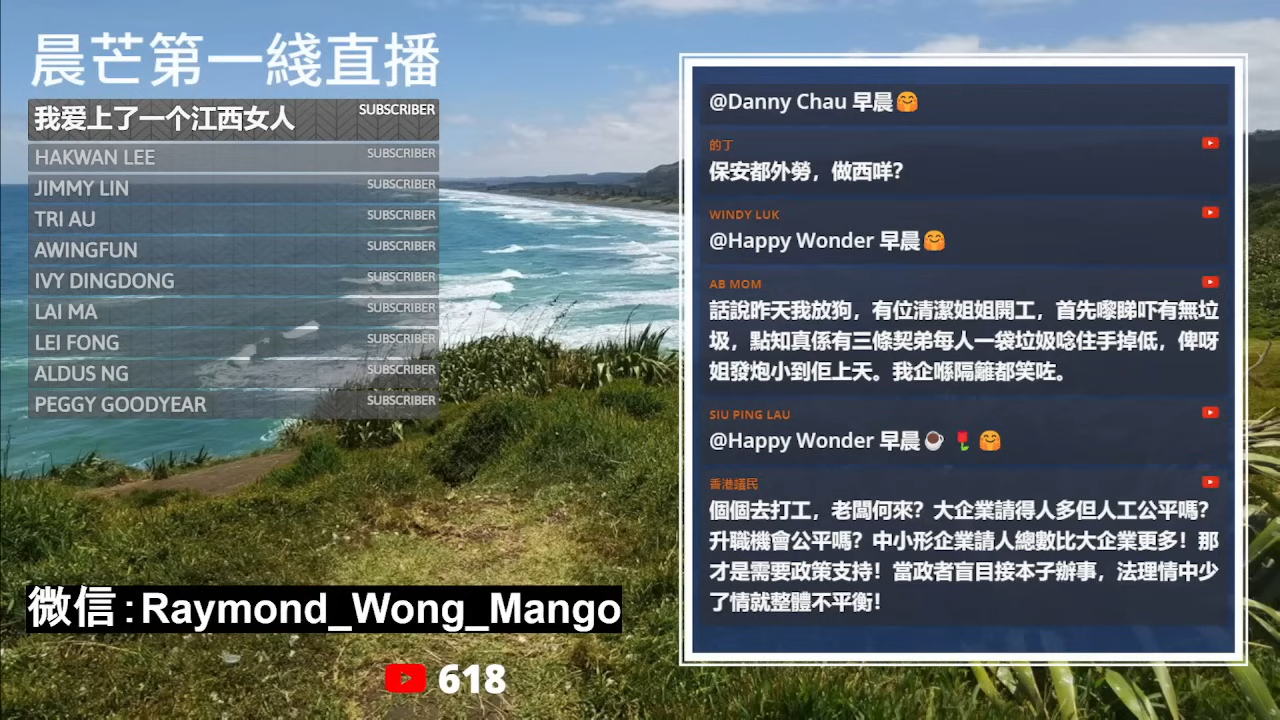 晨芒第一綫直播
我爱上了一个江西女人 SUBSCRIBER
HAKWAN LEE SUBSCRIBER
JIMMY LIN SUBSCRIBER
TRI AU SUBSCRIBER
AWINGFUN SUBSCRIBER
IVY DINGDONG SUBSCRIBER
LAI MA SUBSCRIBER
LEI FONG SUBSCRIBER
ALDUS NG SUBSCRIBER
PEGGY GOODYEAR SUBSCRIBER
微信:Raymond_Wong_Mango
618
@Danny Chau 早晨🤗
的丁
保安都外勞，做西咩？
WINDY LUK
@Happy Wonder 早晨🤗
AB MOM
話說昨天我放狗，有位清潔姐姐開工，首先嚟睇吓有無垃
圾，點知真係有三條契弟每人一袋垃圾唸住手掉低，俾呀
姐發炮小到佢上天。我企喺隔籬都笑咗。
SIU PING LAU
@Happy Wonder 早晨☕🌹🤗
香港議民
個個去打工，老闆何來？大企業請得人多但人工公平嗎？
升職機會公平嗎？中小形企業請人總數比大企業更多！那
才是需要政策支持！當政者盲目接本子辦事，法理情中少
了情就整體不平衡！